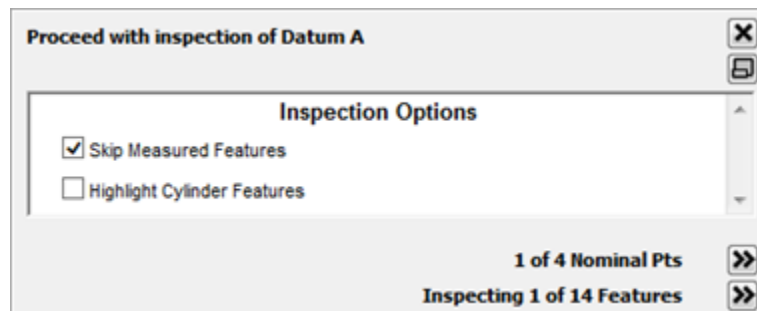 Proceed with inspection of Datum A
Inspection Options
Skip Measured Features
Highlight Cylinder Features
1 of 4 Nominal Pts
Inspecting 1 of 14 Features